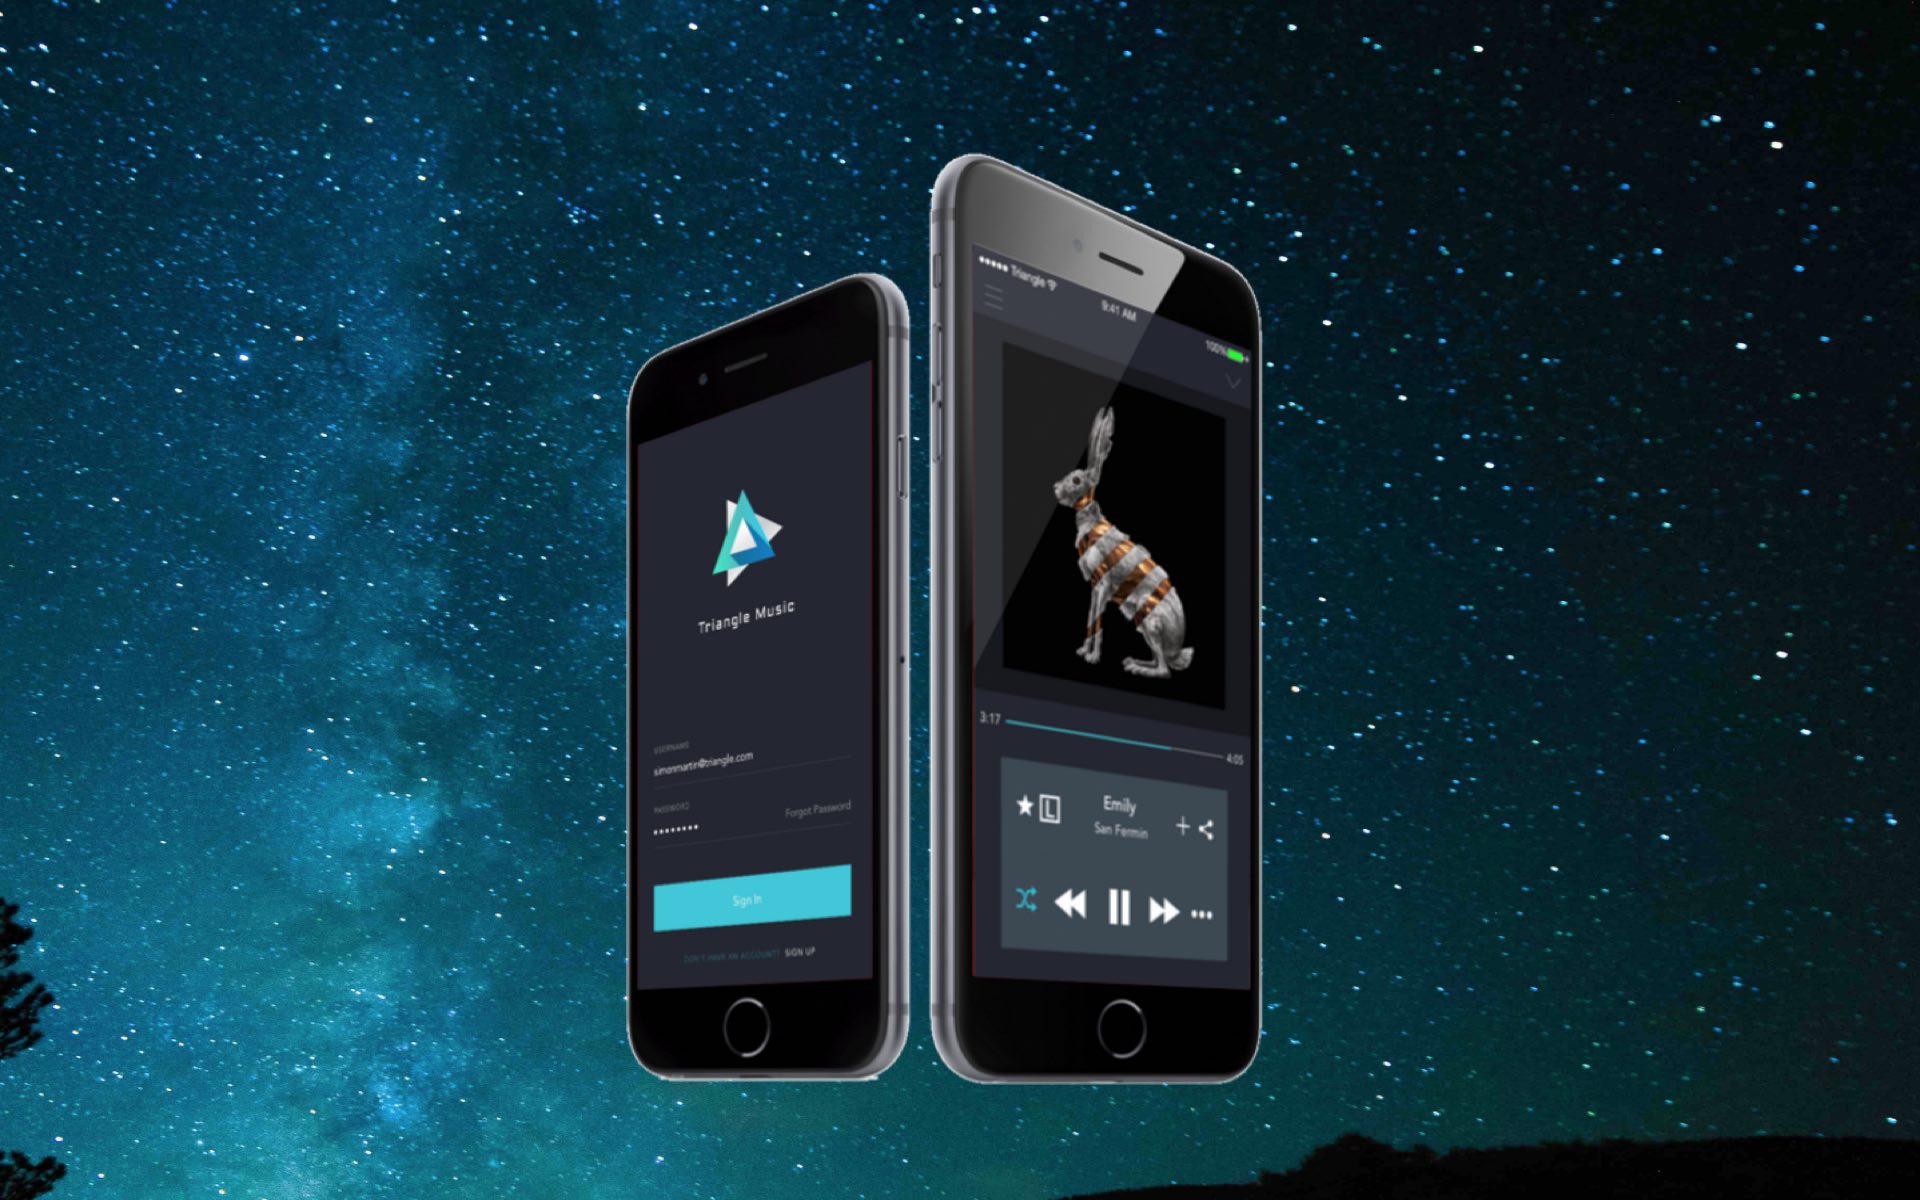 Triangle Music
USERNAME
simonmartin@triangle.com
PASSWORD
Forgot Password
Sign In
DON'T HAVE AN ACCOUNT? SIGN UP
Triangle
9:41 AM
100%
3:17
4:05
L
Emily
San Fermin